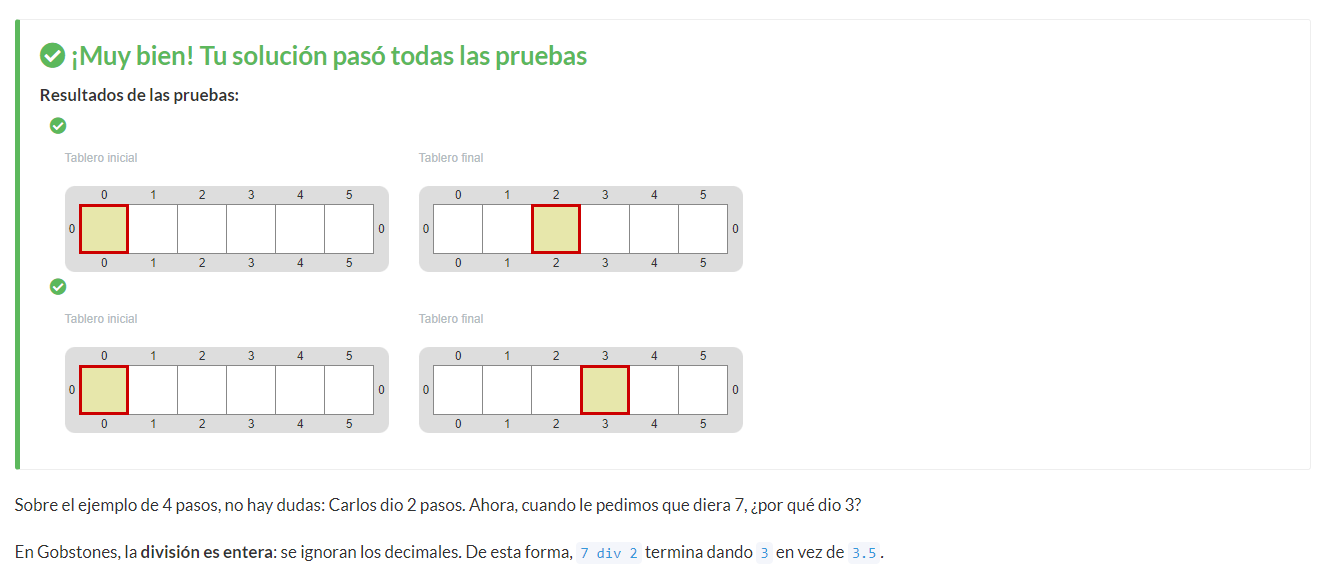 ¡Muy bien! Tu solución pasó todas las pruebas
Resultados de las pruebas:
Tablero inicial Tablero final
0 1 2 3 4 5 0 1 2 3 4 5
0 0 0 0
0 1 2 3 4 5 0 1 2 3 4 5
Tablero inicial Tablero final
0 1 2 3 4 5 0 1 2 3 4 5
0 0 0 0
0 1 2 3 4 5 0 1 2 3 4 5
Sobre el ejemplo de 4 pasos, no hay dudas: Carlos dio 2 pasos. Ahora, cuando le pedimos que diera 7, ¿por qué dio 3?
En Gobstones, la división es entera: se ignoran los decimales. De esta forma, 7 div 2 termina dando 3 en vez de 3.5.